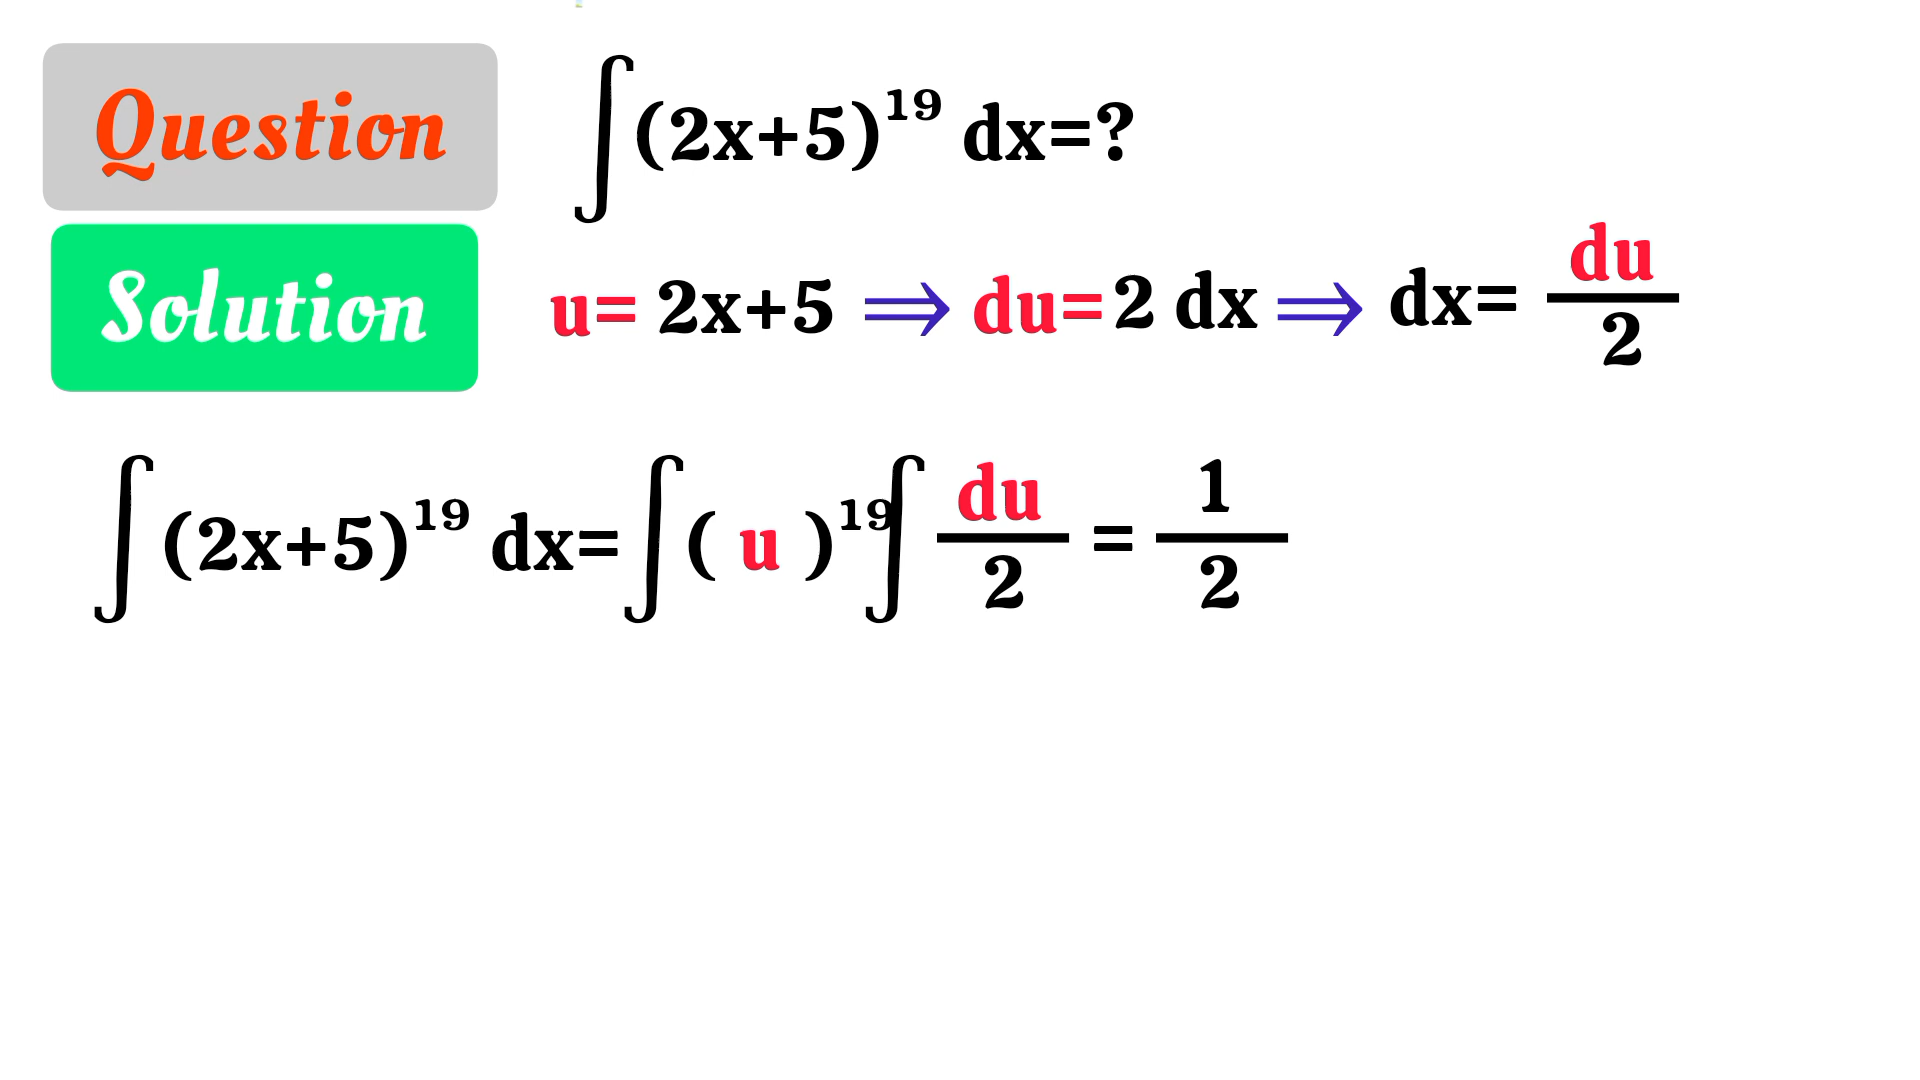 Question ∫(2x+5)¹⁹ dx=?
Solution u= 2x+5 ⇒ du= 2 dx ⇒ dx= du/2
∫(2x+5)¹⁹ dx=∫( u )¹⁹∫ du/2 = 1/2